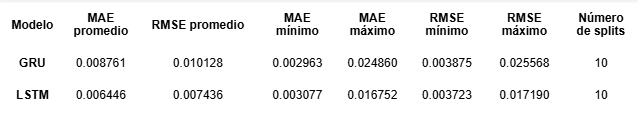 Modelo MAE promedio RMSE promedio MAE mínimo MAE máximo RMSE mínimo RMSE máximo Número de splits
GRU 0.008761 0.010128 0.002963 0.024860 0.003875 0.025568 10
LSTM 0.006446 0.007436 0.003077 0.016752 0.003723 0.017190 10